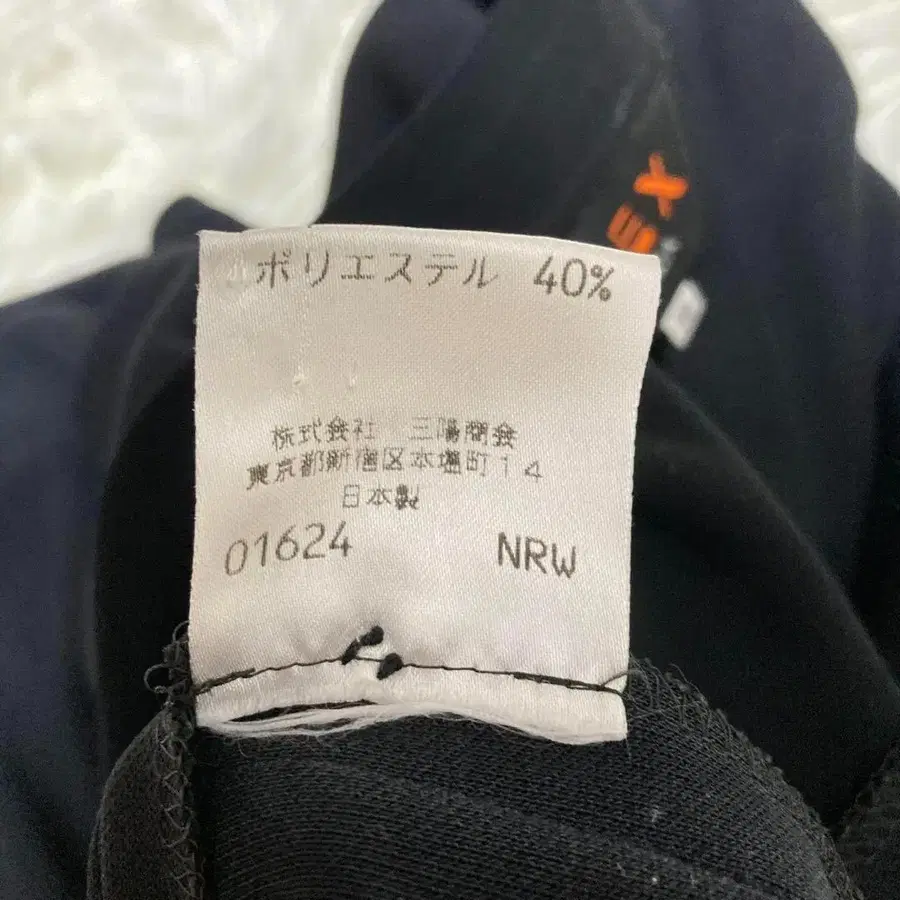 ポリエステル 40%
株式会社 三陽商会
東京都新宿区本塩町14
日本製
01624 NRW
SX